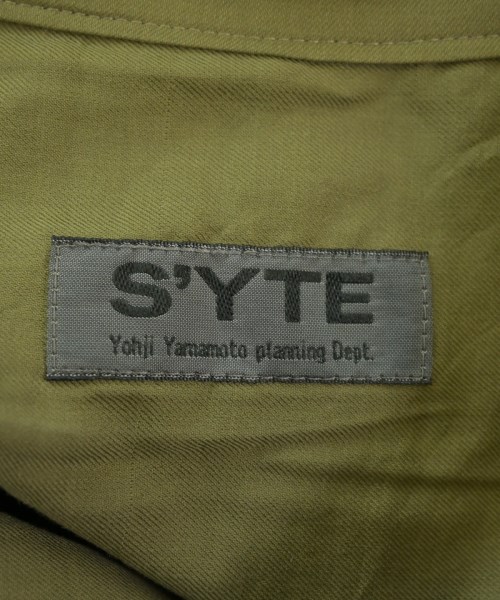 S'YTE
Yohji Yamamoto planning Dept.